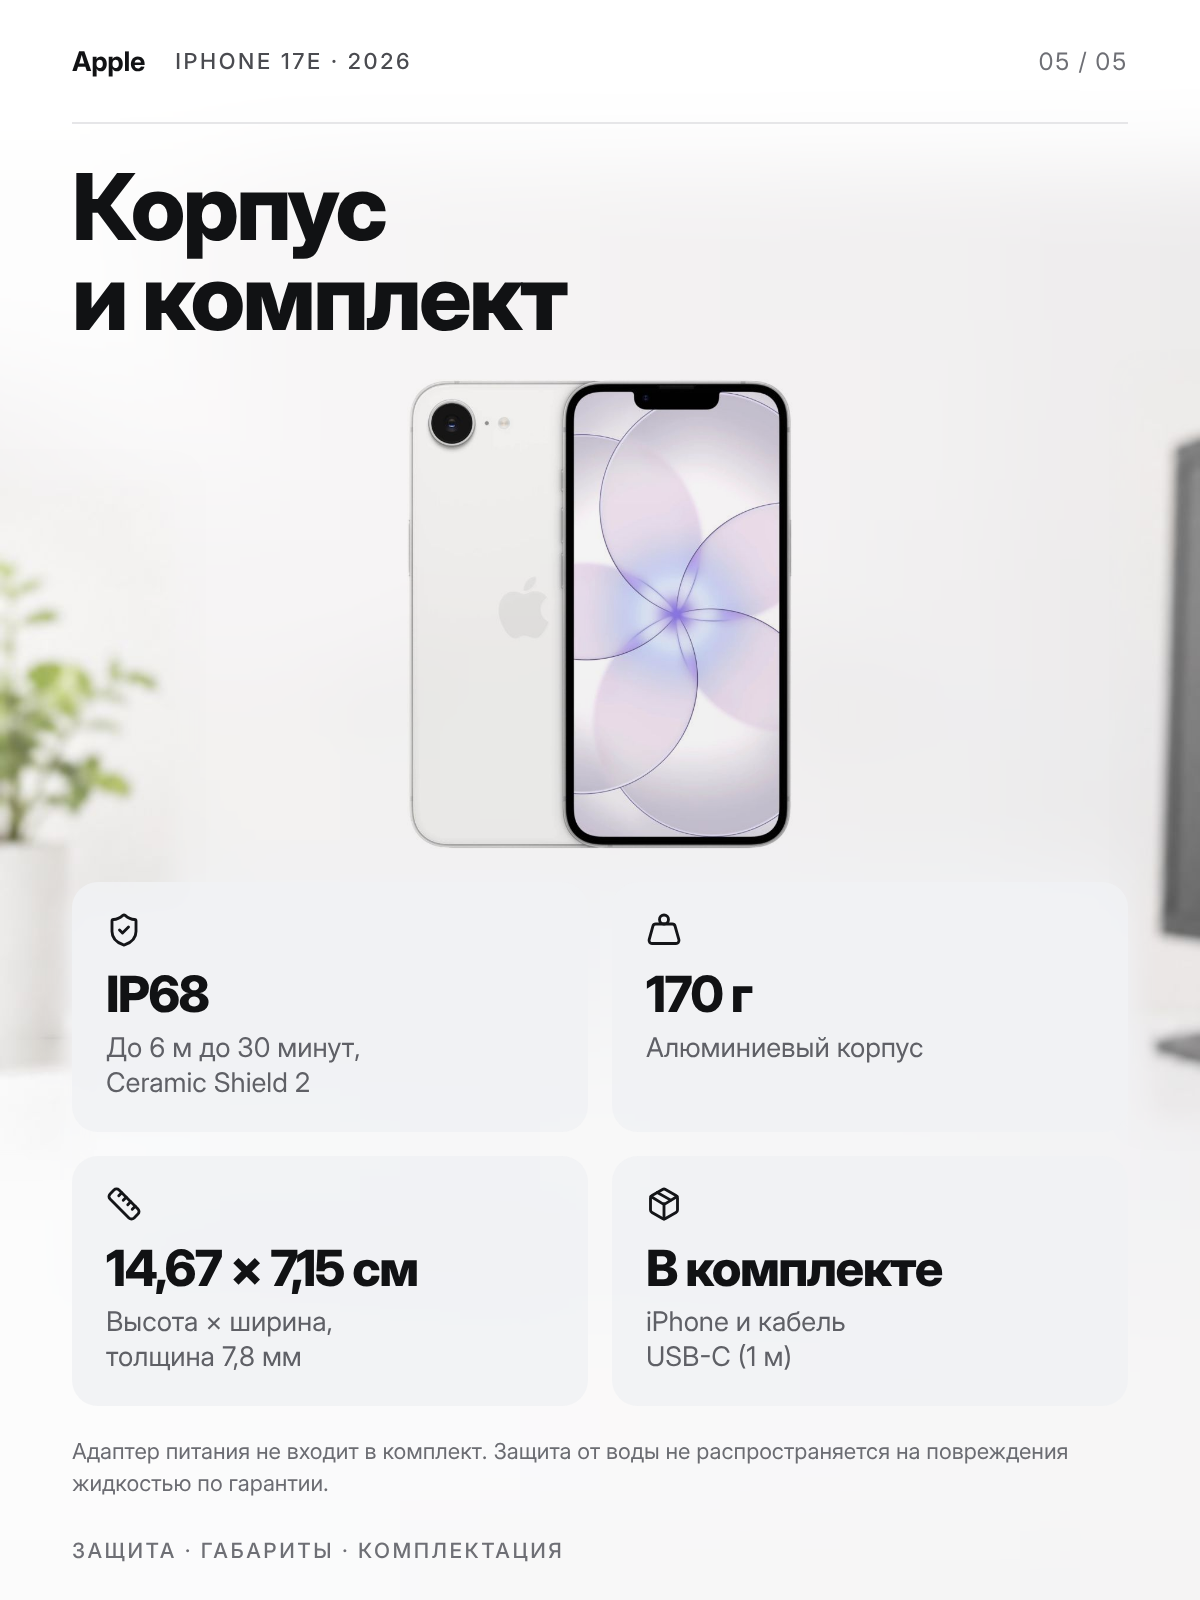 Apple IPHONE 17E · 2026 05 / 05
Корпус
и комплект
IP68
До 6 м до 30 минут,
Ceramic Shield 2
170 г
Алюминиевый корпус
14,67 × 7,15 см
Высота × ширина,
толщина 7,8 мм
В комплекте
iPhone и кабель
USB-C (1 м)
Адаптер питания не входит в комплект. Защита от воды не распространяется на повреждения
жидкостью по гарантии.
ЗАЩИТА · ГАБАРИТЫ · КОМПЛЕКТАЦИЯ